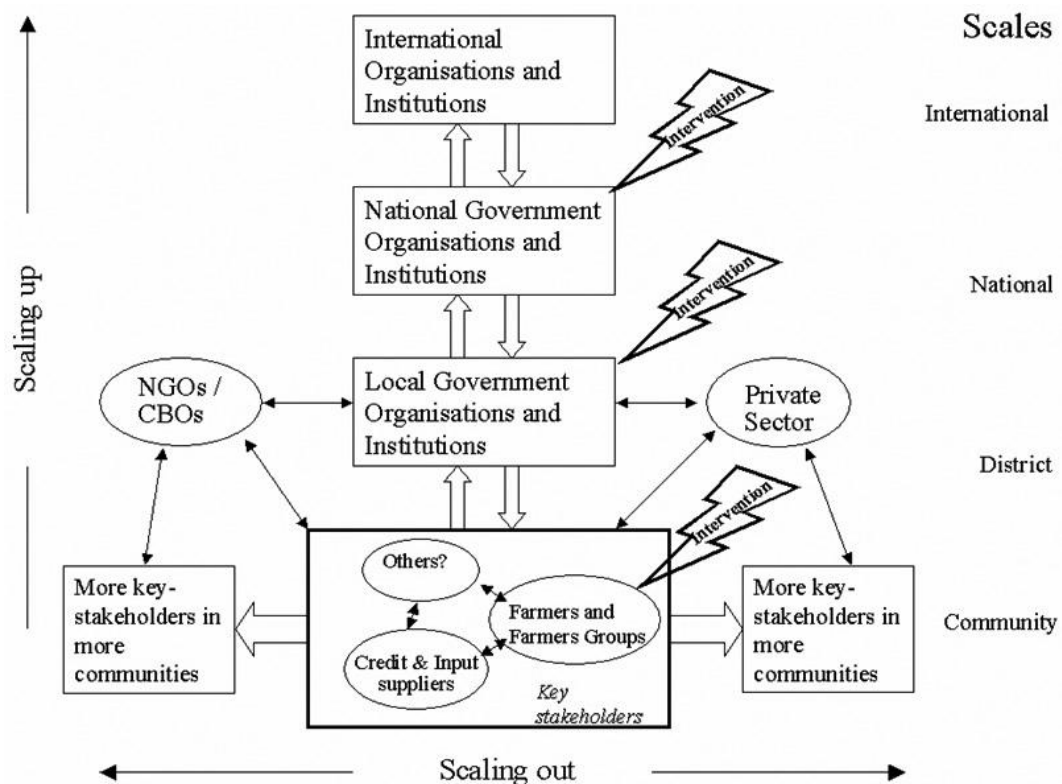 International
Organisations and
Institutions
Scales
Intervention
International
National Government
Organisations and
Institutions
Intervention
National
Scaling up
NGOs /
CBOs
Local Government
Organisations and
Institutions
Private
Sector
District
Intervention
Others?
More key-
stakeholders in
more
communities
Farmers and
Farmers Groups
Credit & Input
suppliers
Key
stakeholders
More key-
stakeholders in
more
communities
Community
Scaling out